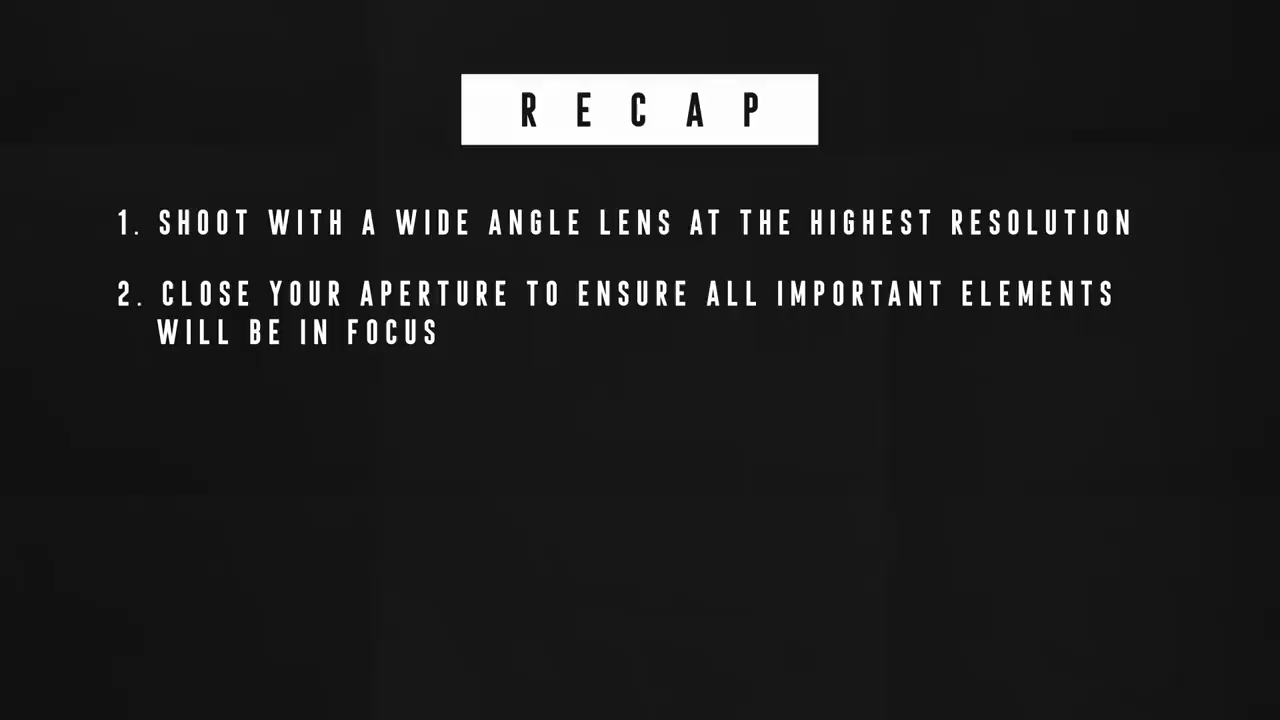 RECAP
1. SHOOT WITH A WIDE ANGLE LENS AT THE HIGHEST RESOLUTION
2. CLOSE YOUR APERTURE TO ENSURE ALL IMPORTANT ELEMENTS
WILL BE IN FOCUS